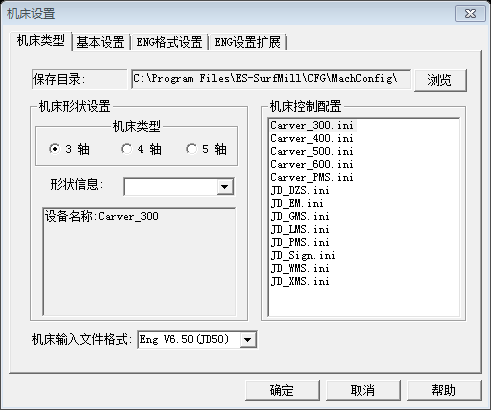 机床设置
机床类型 基本设置 ENG格式设置 ENG设置扩展
保存目录: C:\Program Files\ES-SurfMill\CFG\MachConfig\ 浏览
机床形状设置
机床类型
3 轴 4 轴 5 轴
形状信息:
设备名称:Carver_300
机床控制配置
Carver_300.ini
Carver_400.ini
Carver_500.ini
Carver_600.ini
Carver_PMS.ini
JD_DZS.ini
JD_EM.ini
JD_GMS.ini
JD_LMS.ini
JD_PMS.ini
JD_Sign.ini
JD_WMS.ini
JD_XMS.ini
机床输入文件格式: Eng V6.50(JD50)
确定 取消 帮助